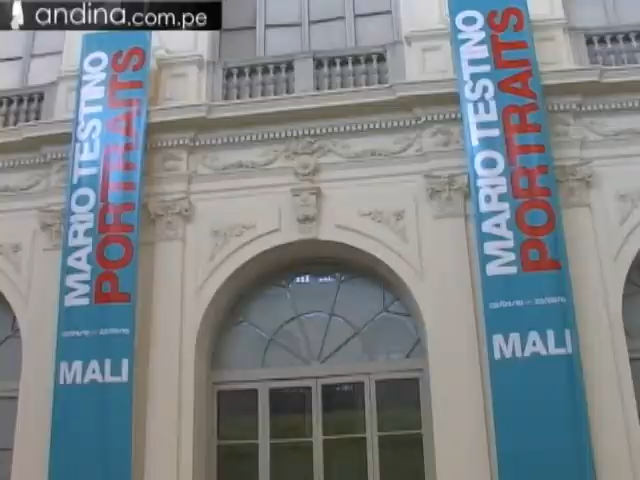 andina.com.pe
MARIO TESTINO
PORTRAITS
MALI
MARIO TESTINO
PORTRAITS
MALI